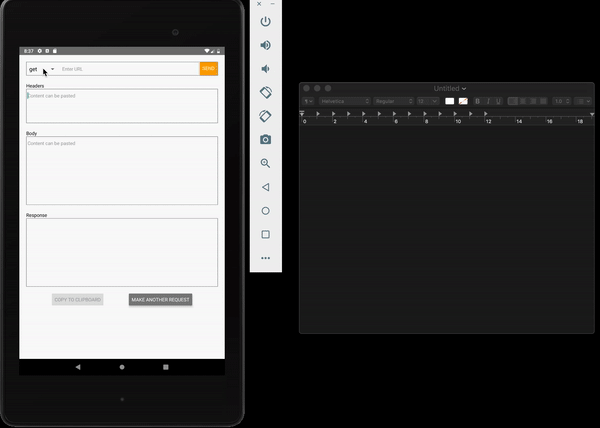 8:37
get
Enter URL
SEND
Headers
Content can be pasted
Body
Content can be pasted
Response
COPY TO CLIPBOARD
MAKE ANOTHER REQUEST
Untitled
Helvetica
Regular
B I U
1.0
0 2 4 6 8 10 12 14 16 18